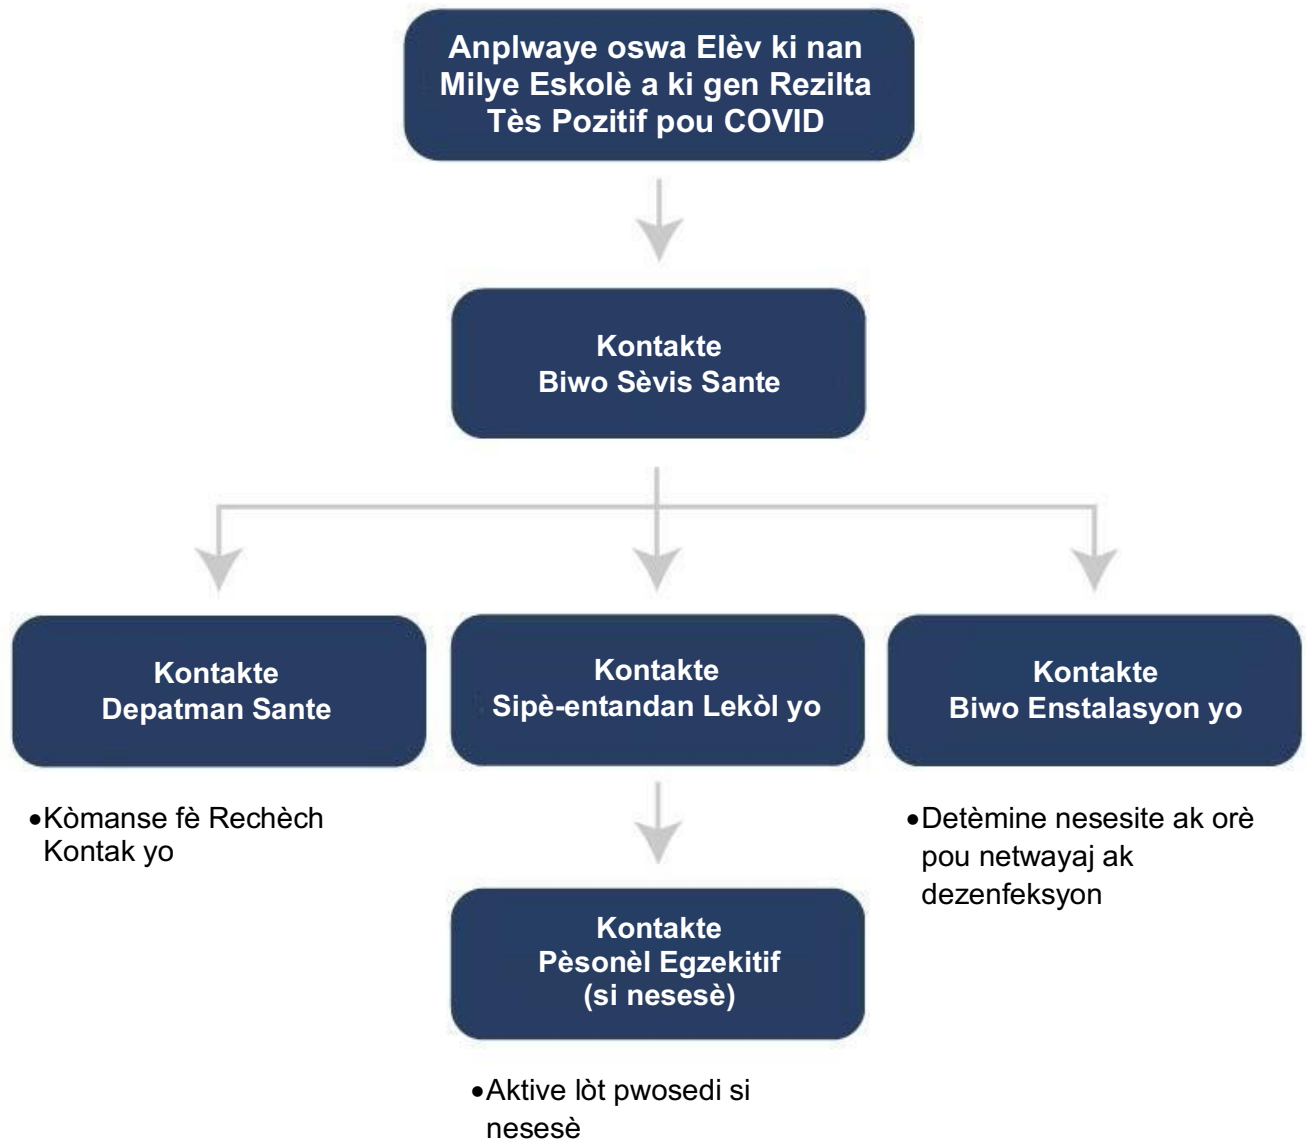 Anplwaye oswa Elèv ki nan
Milye Eskolè a ki gen Rezilta
Tès Pozitif pou COVID
Kontakte
Biwo Sèvis Sante
Kontakte
Depatman Sante
•Kòmanse fè Rechèch
Kontak yo
Kontakte
Sipè-entandan Lekòl yo
Kontakte
Biwo Enstalasyon yo
•Detèmine nesesite ak orè
pou netwayaj ak
dezenfeksyon
Kontakte
Pèsonèl Egzekitif
(si nesesè)
•Aktive lòt pwosedi si
nesesè